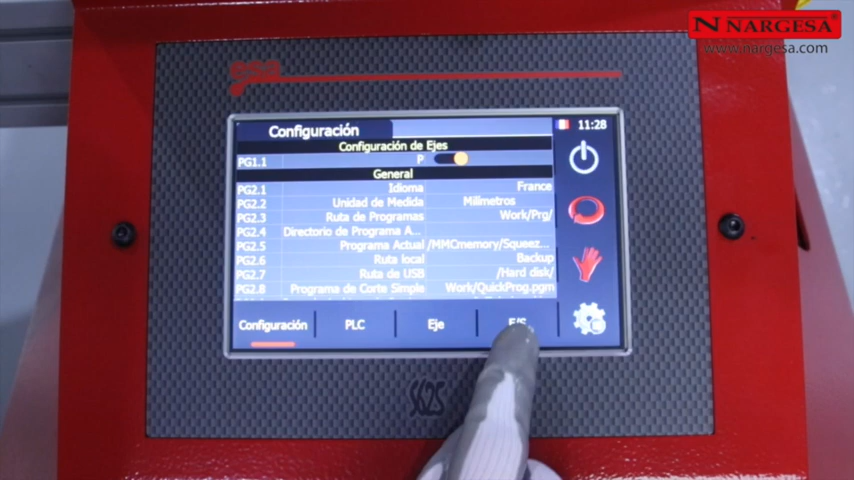 NARGESA
www.nargesa.com
esa
Configuración
11:28
Configuración de Ejes
PG1.1 P
General
PG2.1 Idioma France
PG2.2 Unidad de Medida Milimetros
PG2.3 Ruta de Programas Work/Prg/
PG2.4 Directorio de Programa A...
PG2.5 Programa Actual /MMCmemory/Squeez...
PG2.6 Ruta local Backup
PG2.7 Ruta de USB /Hard disk/
PG2.8 Programa de Corte Simple Work/QuickProg.pgm
Configuración PLC Eje E/S
S625